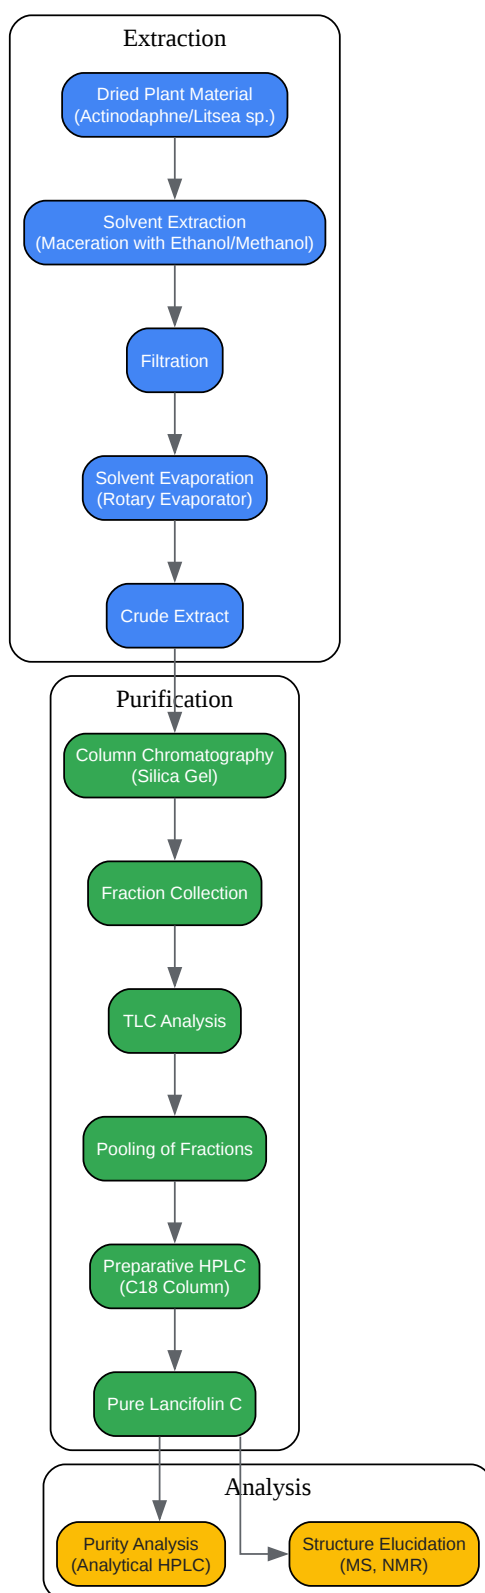 Extraction
Dried Plant Material
(Actinodaphne/Litsea sp.)
Solvent Extraction
(Maceration with Ethanol/Methanol)
Filtration
Solvent Evaporation
(Rotary Evaporator)
Crude Extract
Purification
Column Chromatography
(Silica Gel)
Fraction Collection
TLC Analysis
Pooling of Fractions
Preparative HPLC
(C18 Column)
Pure Lancifolin C
Analysis
Purity Analysis
(Analytical HPLC)
Structure Elucidation
(MS, NMR)